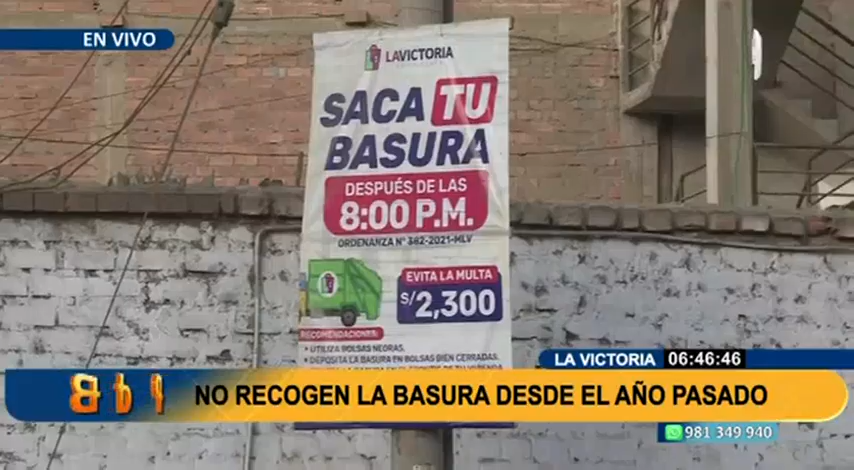 EN VIVO
LAVICTORIA
SACA TU
BASURA
DESPUÉS DE LAS
8:00 P.M.
ORDENANZA N° 362-2021-MLV
EVITA LA MULTA
S/2,300
RECOMENDACIONES:
• UTILIZA BOLSAS NEGRAS.
• DEPOSITA LA BASURA EN BOLSAS BIEN CERRADAS.
LA VICTORIA 06:46:46
NO RECOGEN LA BASURA DESDE EL AÑO PASADO
981 349 940